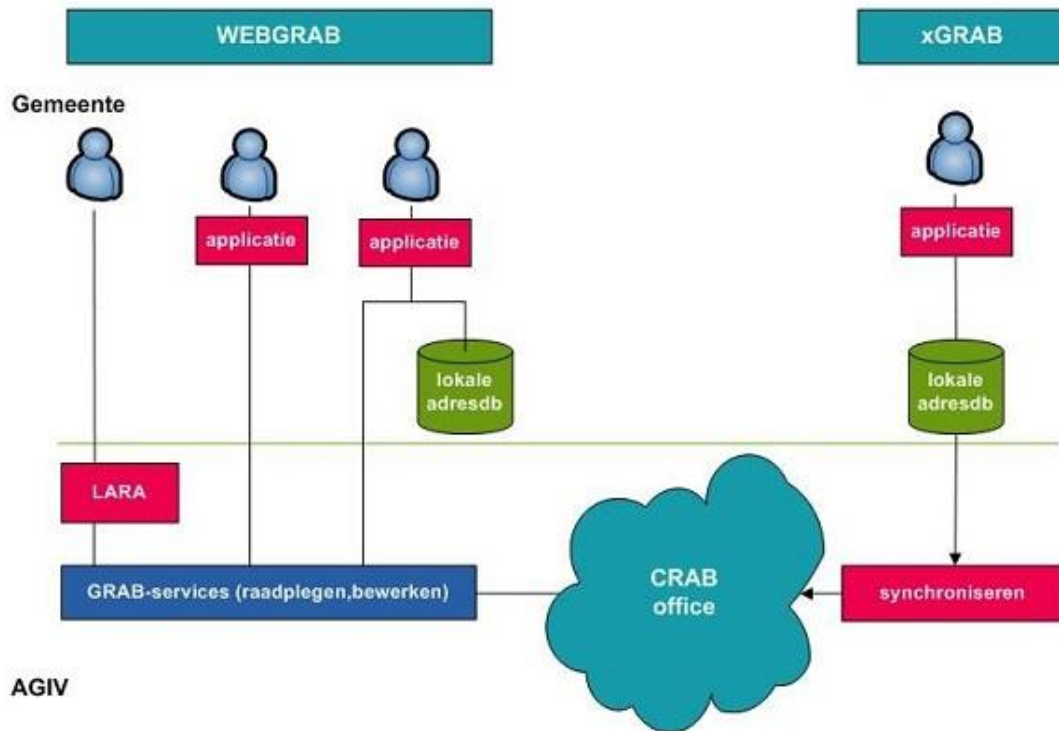 WEBGRAB
xGRAB
Gemeente
applicatie
applicatie
applicatie
lokale
adresdb
lokale
adresdb
LARA
GRAB-services (raadplegen,bewerken)
CRAB
office
synchroniseren
AGIV